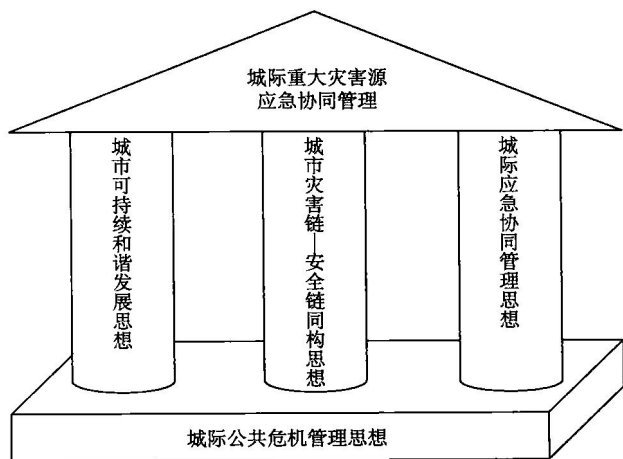 城际重大灾害源
应急协同管理
城市可持续和谐发展思想
城市灾害链—安全链同构思想
城际应急协同管理思想
城际公共危机管理思想